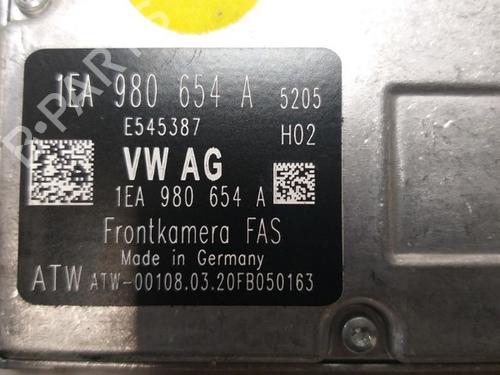 1EA 980 654 A 5205
E545387 H02
VW AG
1EA 980 654 A
Frontkamera FAS
Made in Germany
ATW ATW-00108.03.20FB050163
B-PARTS